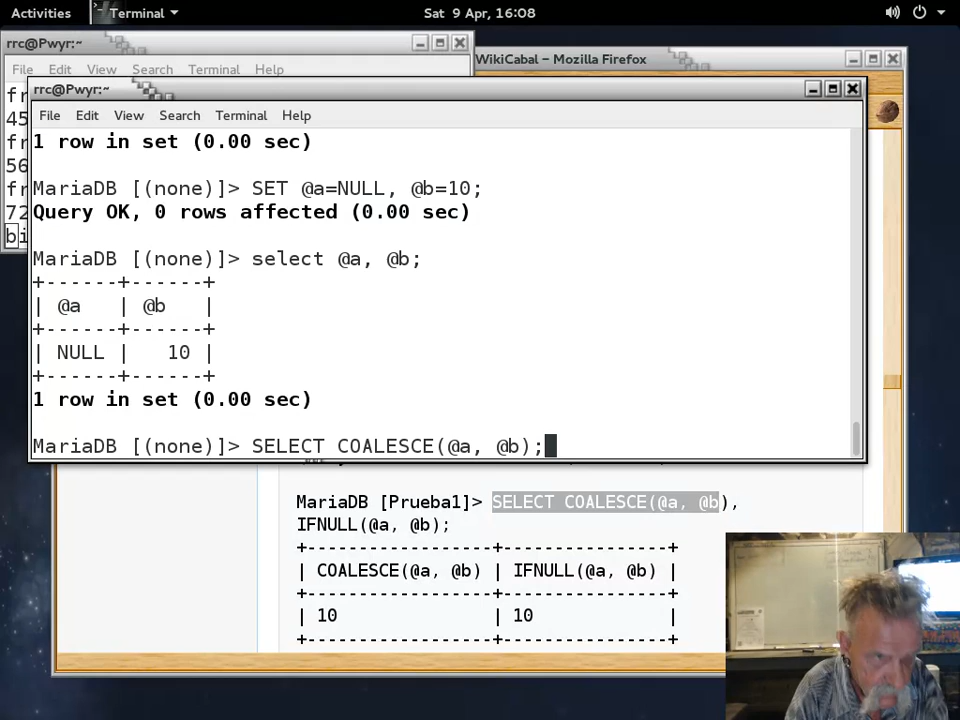 Activities
Terminal
Sat 9 Apr, 16:08
rrc@Pwyr:~
File Edit View Search Terminal Help
45
56
72
WikiCabal – Mozilla Firefox
rrc@Pwyr:~
File Edit View Search Terminal Help
1 row in set (0.00 sec)
MariaDB [(none)]> SET @a=NULL, @b=10;
Query OK, 0 rows affected (0.00 sec)
MariaDB [(none)]> select @a, @b;
+------+------+
| @a   | @b   |
+------+------+
| NULL |   10 |
+------+------+
1 row in set (0.00 sec)
MariaDB [(none)]> SELECT COALESCE(@a, @b);
MariaDB [Prueba1]> SELECT COALESCE(@a, @b),
IFNULL(@a, @b);
+------------------+----------------+
| COALESCE(@a, @b) | IFNULL(@a, @b) |
+------------------+----------------+
| 10               | 10             |
+------------------+----------------+